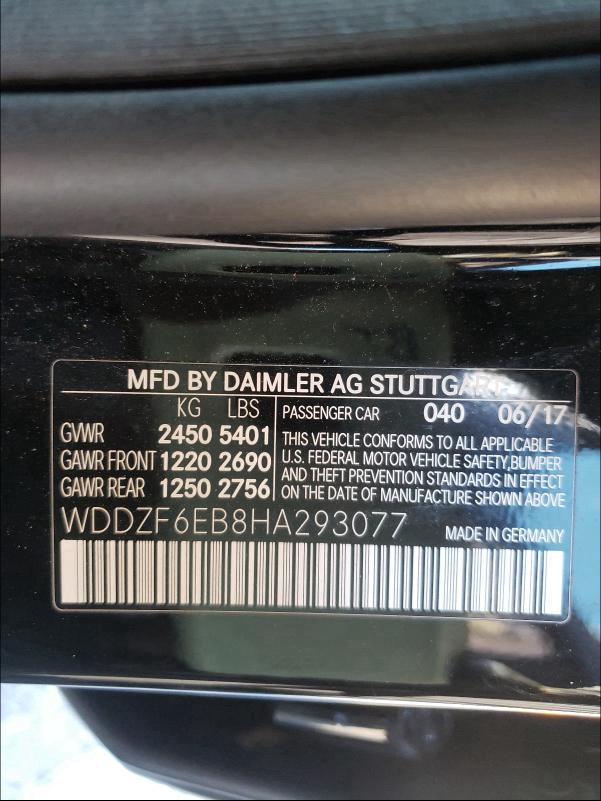 MFD BY DAIMLER AG STUTTGART
KG LBS
GVWR 2450 5401
GAWR FRONT 1220 2690
GAWR REAR 1250 2756
PASSENGER CAR 040 06/17
THIS VEHICLE CONFORMS TO ALL APPLICABLE
U.S. FEDERAL MOTOR VEHICLE SAFETY, BUMPER
AND THEFT PREVENTION STANDARDS IN EFFECT
ON THE DATE OF MANUFACTURE SHOWN ABOVE
WDDZF6EB8HA293077 MADE IN GERMANY